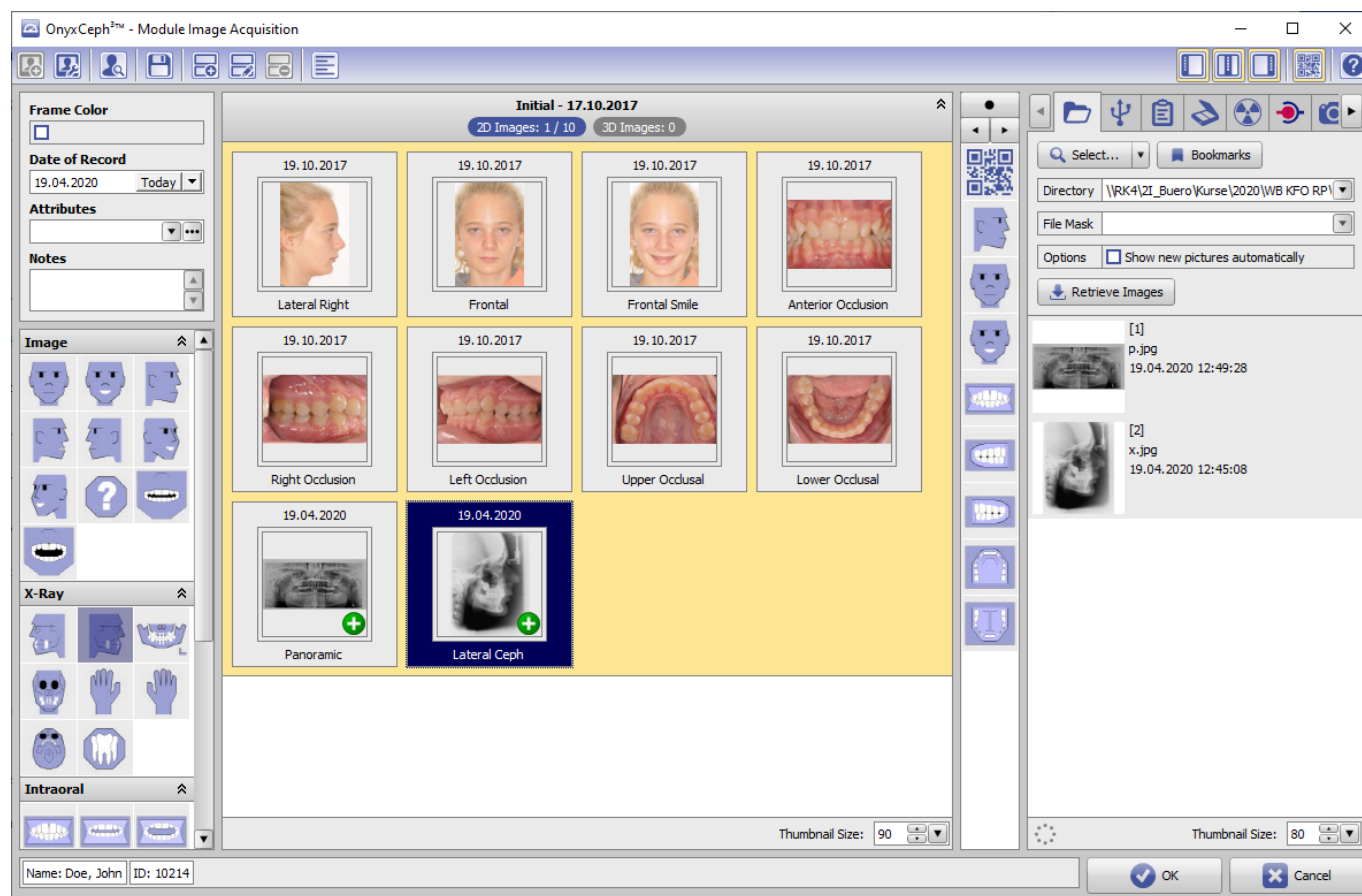 OnyxCeph³™ - Module Image Acquisition
Frame Color
Date of Record
19.04.2020 Today
Attributes
Notes
Image
X-Ray
Intraoral
Initial - 17.10.2017
2D Images: 1 / 10 3D Images: 0
19.10.2017 19.10.2017 19.10.2017 19.10.2017
Lateral Right Frontal Frontal Smile Anterior Occlusion
19.10.2017 19.10.2017 19.10.2017 19.10.2017
Right Occlusion Left Occlusion Upper Occlusal Lower Occlusal
19.04.2020 19.04.2020
Panoramic Lateral Ceph
Thumbnail Size: 90
Select... Bookmarks
Directory \\RK4\2I_Buero\Kurse\2020\WB KFO RP\
File Mask
Options Show new pictures automatically
Retrieve Images
[1]
p.jpg
19.04.2020 12:49:28
[2]
x.jpg
19.04.2020 12:45:08
Thumbnail Size: 80
Name: Doe, John ID: 10214
OK Cancel